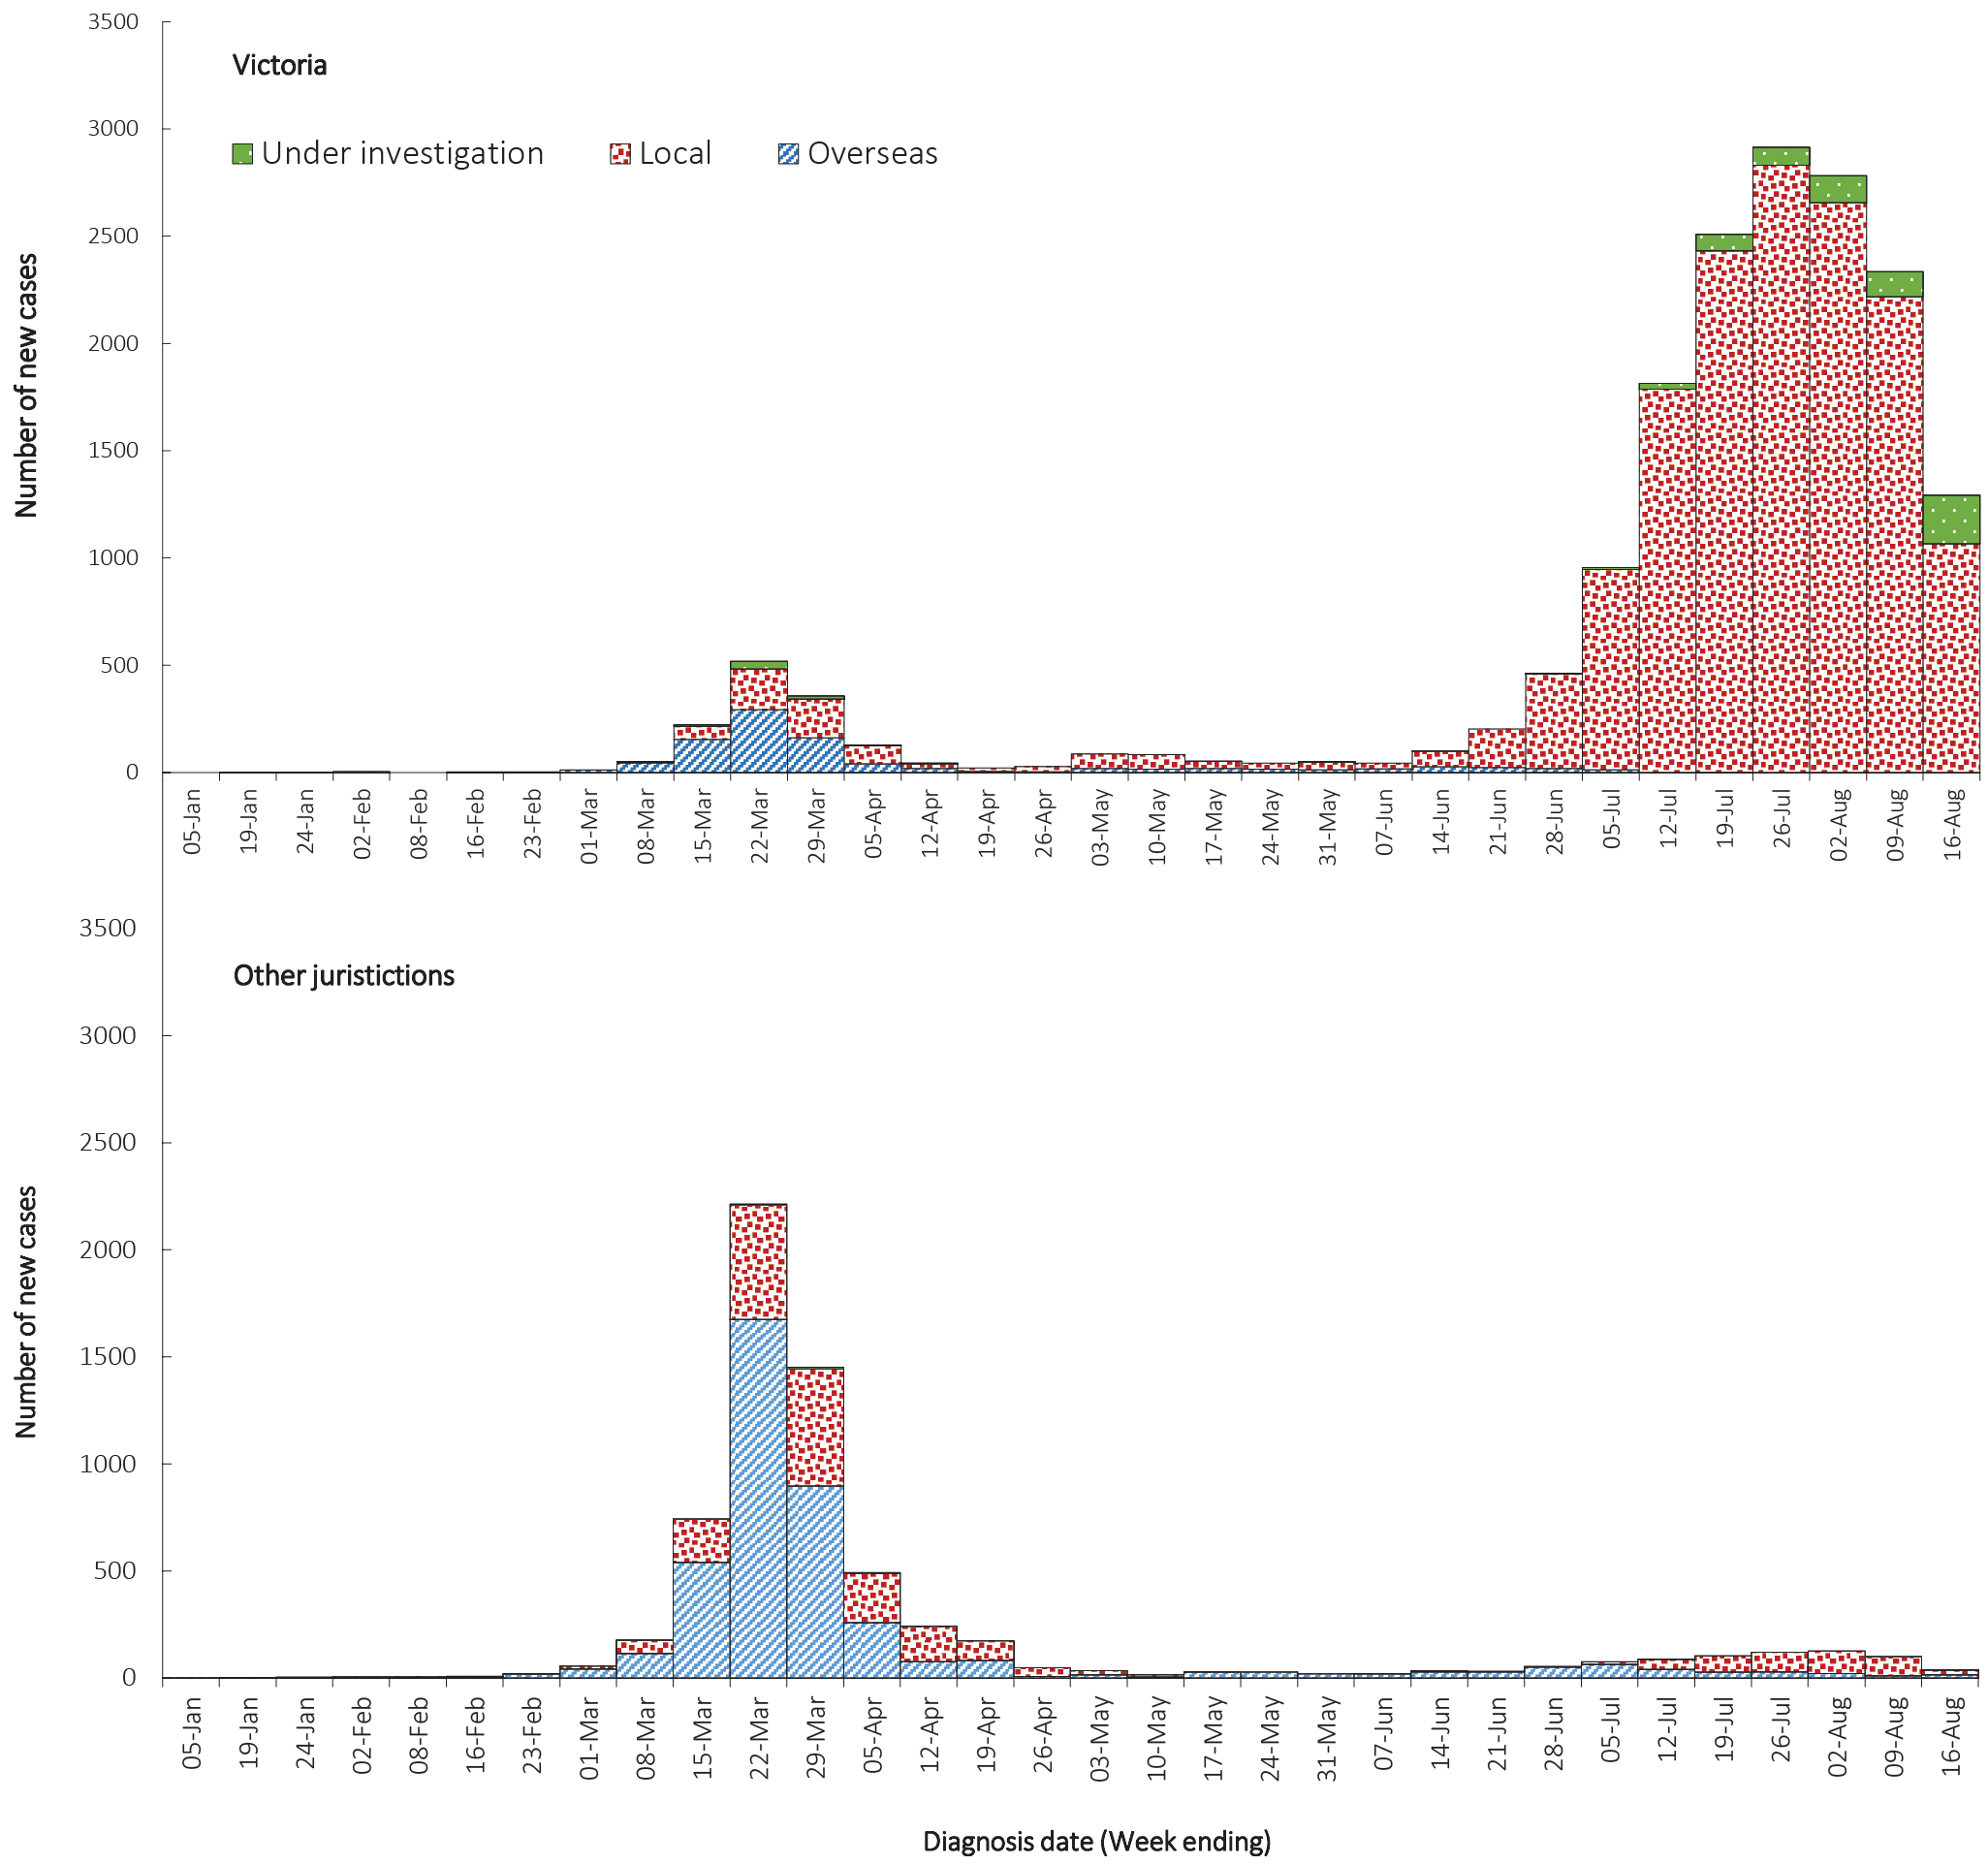 3500
Victoria
3000
Under investigation Local Overseas
2500
2000
1500
1000
500
0
Number of new cases
05-Jan 19-Jan 24-Jan 02-Feb 08-Feb 16-Feb 23-Feb 01-Mar 08-Mar 15-Mar 22-Mar 29-Mar 05-Apr 12-Apr 19-Apr 26-Apr 03-May 10-May 17-May 24-May 31-May 07-Jun 14-Jun 21-Jun 28-Jun 05-Jul 12-Jul 19-Jul 26-Jul 02-Aug 09-Aug 16-Aug
3500
Other juristictions
3000
2500
2000
1500
1000
500
0
Number of new cases
05-Jan 19-Jan 24-Jan 02-Feb 08-Feb 16-Feb 23-Feb 01-Mar 08-Mar 15-Mar 22-Mar 29-Mar 05-Apr 12-Apr 19-Apr 26-Apr 03-May 10-May 17-May 24-May 31-May 07-Jun 14-Jun 21-Jun 28-Jun 05-Jul 12-Jul 19-Jul 26-Jul 02-Aug 09-Aug 16-Aug
Diagnosis date (Week ending)